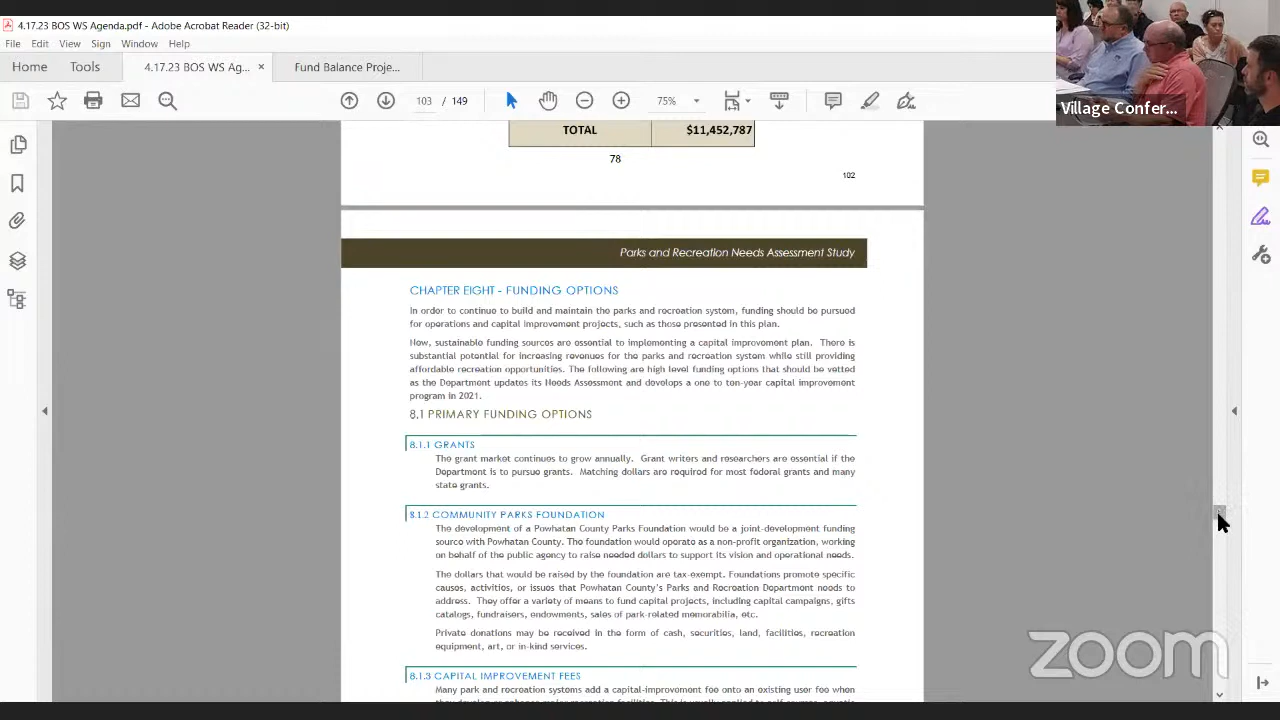 4.17.23 BOS WS Agenda.pdf - Adobe Acrobat Reader (32-bit)
File Edit View Sign Window Help
Home Tools 4.17.23 BOS WS Ag... × Fund Balance Proje...
103 / 149 75%
Village Confer...
TOTAL $11,452,787
78
102
Parks and Recreation Needs Assessment Study
CHAPTER EIGHT - FUNDING OPTIONS
In order to continue to build and maintain the parks and recreation system, funding should be pursued
for operations and capital improvement projects, such as those presented in this plan.
New, sustainable funding sources are essential to implementing a capital improvement plan. There is
substantial potential for increasing revenues for the parks and recreation system while still providing
affordable recreation opportunities. The following are high level funding options that should be vetted
as the Department updates its Needs Assessment and develops a one to ten-year capital improvement
program in 2021.
8.1 PRIMARY FUNDING OPTIONS
8.1.1 GRANTS
The grant market continues to grow annually. Grant writers and researchers are essential if the
Department is to pursue grants. Matching dollars are required for most federal grants and many
state grants.
8.1.2 COMMUNITY PARKS FOUNDATION
The development of a Powhatan County Parks Foundation would be a joint-development funding
source with Powhatan County. The foundation would operate as a non-profit organization, working
on behalf of the public agency to raise needed dollars to support its vision and operational needs.
The dollars that would be raised by the foundation are tax-exempt. Foundations promote specific
causes, activities, or issues that Powhatan County's Parks and Recreation Department needs to
address. They offer a variety of means to fund capital projects, including capital campaigns, gifts
catalogs, fundraisers, endowments, sales of park-related memorabilia, etc.
Private donations may be received in the form of cash, securities, land, facilities, recreation
equipment, art, or in-kind services.
8.1.3 CAPITAL IMPROVEMENT FEES
Many park and recreation systems add a capital-improvement fee onto an existing user fee when
zoom